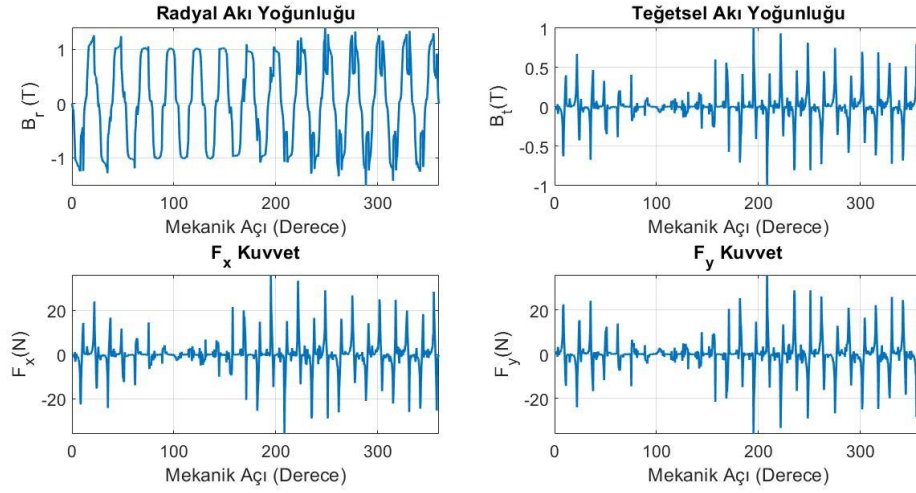 Radyal Akı Yoğunluğu
B_r (T)
1
0
-1
0
100
200
300
Mekanik Açı (Derece)
Teğetsel Akı Yoğunluğu
B_t(T)
1
0.5
0
-0.5
-1
0
100
200
300
Mekanik Açı (Derece)
F_x Kuvvet
F_x(N)
20
0
-20
0
100
200
300
Mekanik Açı (Derece)
F_y Kuvvet
F_y(N)
20
0
-20
0
100
200
300
Mekanik Açı (Derece)